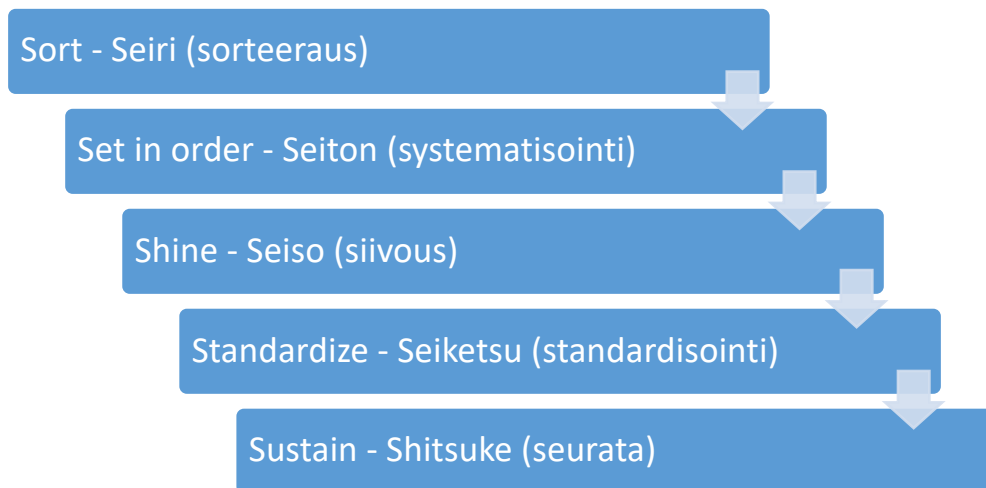 Sort - Seiri (sorteeraus)
Set in order - Seiton (systematisointi)
Shine - Seiso (siivous)
Standardize - Seiketsu (standardisointi)
Sustain - Shitsuke (seurata)